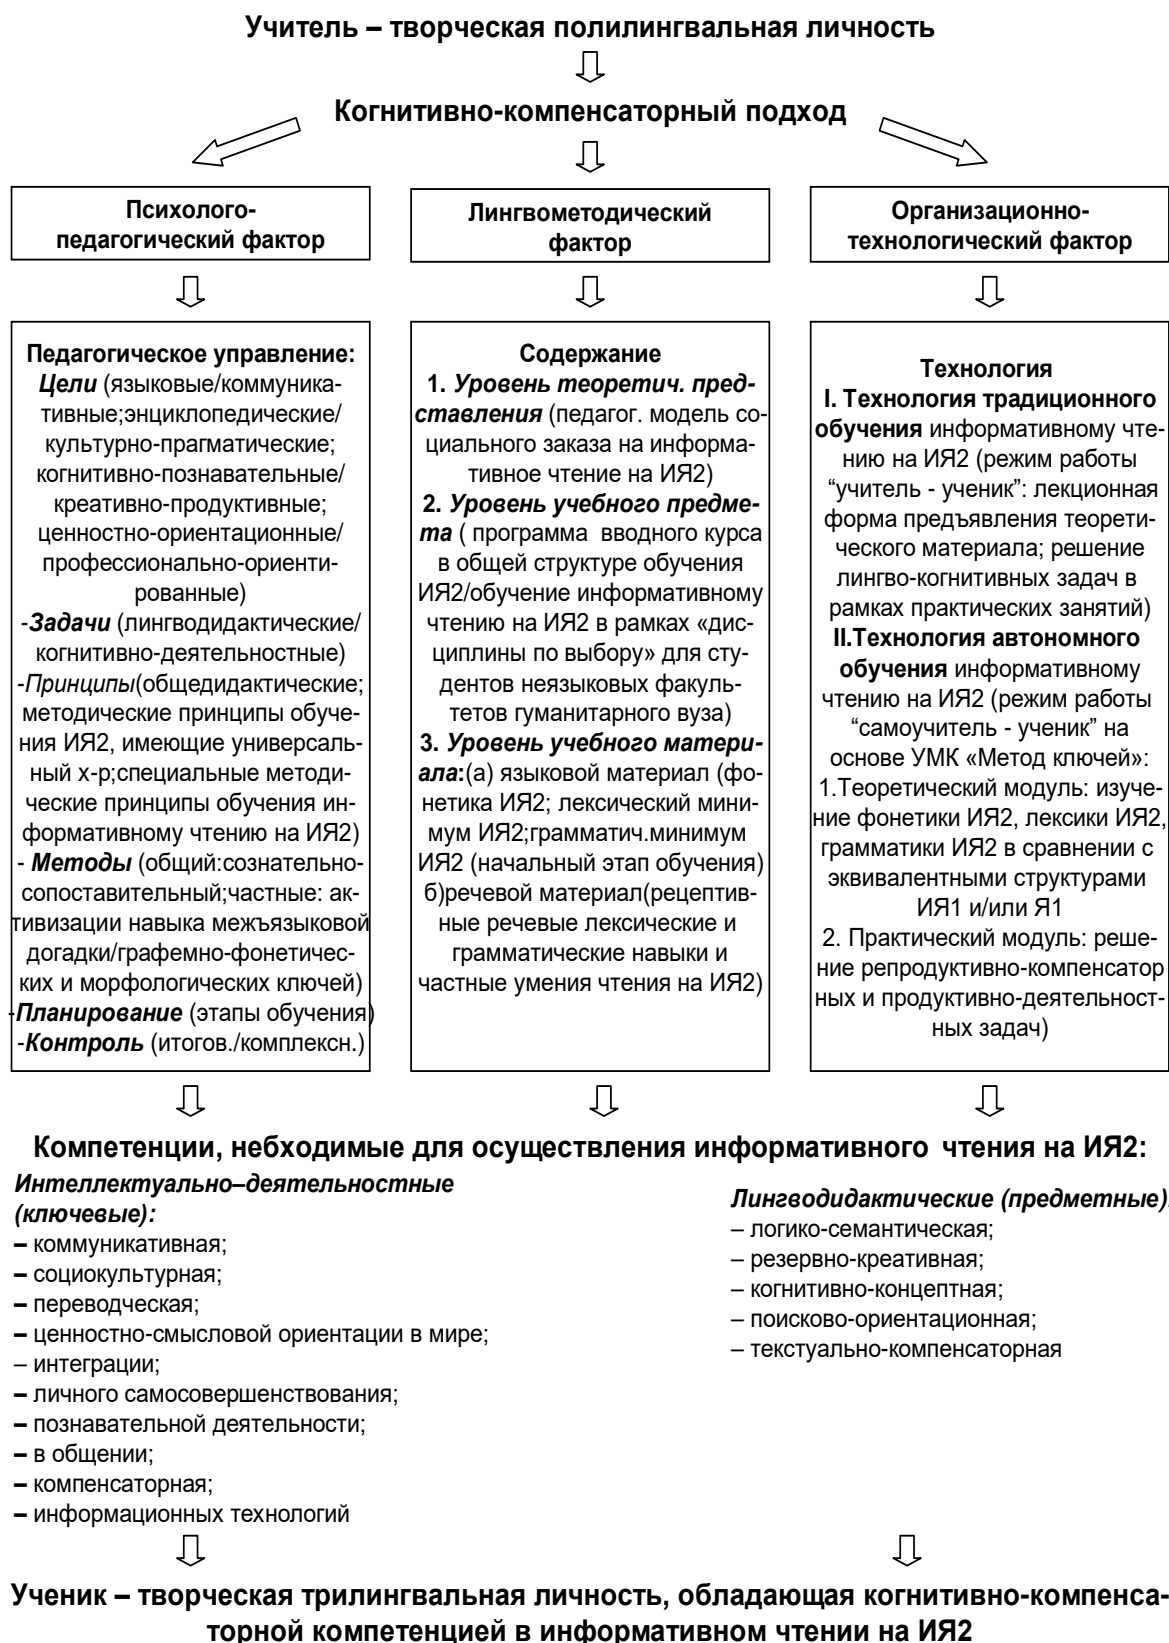 Учитель – творческая полилингвальная личность
Когнитивно-компенсаторный подход
Психолого-
педагогический фактор
Лингвометодический
фактор
Организационно-
технологический фактор
Педагогическое управление:
Цели (языковые/коммуника-
тивные;энциклопедические/
культурно-прагматические;
когнитивно-познавательные/
креативно-продуктивные;
ценностно-ориентационные/
профессионально-ориенти-
рованные)
-Задачи (лингводидактические/
когнитивно-деятельностные)
-Принципы(общедидактические;
методические принципы обуче-
ния ИЯ2, имеющие универсаль-
ный х-р;специальные методи-
ческие принципы обучения ин-
формативному чтению на ИЯ2)
- Методы (общий:сознательно-
сопоставительный;частные: ак-
тивизации навыка межъязыковой
догадки/графемно-фонетичес-
ких и морфологических ключей)
-Планирование (этапы обучения)
-Контроль (итогов./комплексн.)
Содержание
1. Уровень теоретич. пред-
ставления (педагог. модель со-
циального заказа на информа-
тивное чтение на ИЯ2)
2. Уровень учебного предме-
та ( программа вводного курса
в общей структуре обучения
ИЯ2/обучение информативному
чтению на ИЯ2 в рамках «дис-
циплины по выбору» для сту-
дентов неязыковых факуль-
тетов гуманитарного вуза)
3. Уровень учебного матери-
ала:(а) языковой материал (фо-
нетика ИЯ2; лексический мини-
мум ИЯ2;грамматич.минимум
ИЯ2 (начальный этап обучения)
б)речевой материал(рецептив-
ные речевые лексические и
грамматические навыки и
частные умения чтения на ИЯ2)
Технология
I. Технология традиционного
обучения информативному чте-
нию на ИЯ2 (режим работы
“учитель - ученик”: лекционная
форма предъявления теорети-
ческого материала; решение
лингво-когнитивных задач в
рамках практических занятий)
II.Технология автономного
обучения информативному
чтению на ИЯ2 (режим работы
“самоучитель - ученик” на
основе УМК «Метод ключей»:
1.Теоретический модуль: изуче-
ние фонетики ИЯ2, лексики ИЯ2,
грамматики ИЯ2 в сравнении с
эквивалентными структурами
ИЯ1 и/или Я1
2. Практический модуль: реше-
ние репродуктивно-компенсатор
ных и продуктивно-деятельност-
ных задач)
Компетенции, небходимые для осуществления информативного чтения на ИЯ2:
Интеллектуально–деятельностные
(ключевые):
– коммуникативная;
– социокультурная;
– переводческая;
– ценностно-смысловой ориентации в мире;
– интеграции;
– личного самосовершенствования;
– познавательной деятельности;
– в общении;
– компенсаторная;
– информационных технологий
Лингводидактические (предметные):
– логико-семантическая;
– резервно-креативная;
– когнитивно-концептная;
– поисково-ориентационная;
– текстуально-компенсаторная
Ученик – творческая трилингвальная личность, обладающая когнитивно-компенса-
торной компетенцией в информативном чтении на ИЯ2